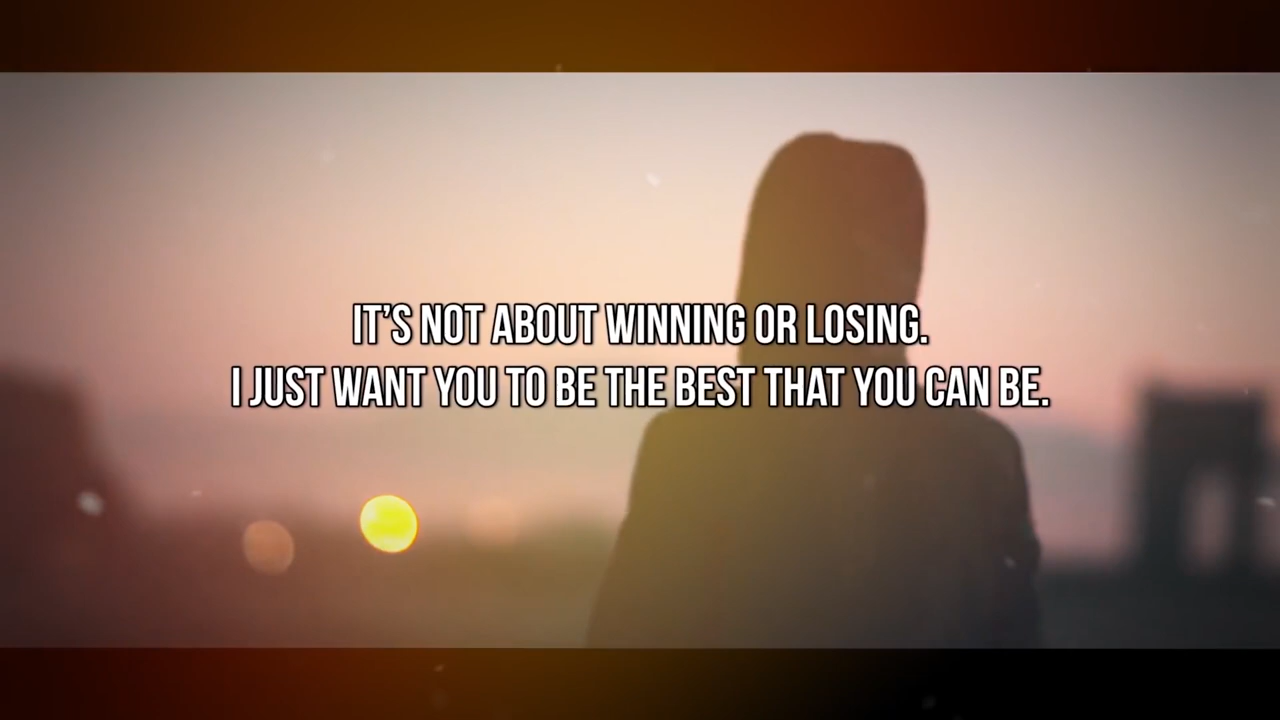 IT’S NOT ABOUT WINNING OR LOSING.
I JUST WANT YOU TO BE THE BEST THAT YOU CAN BE.